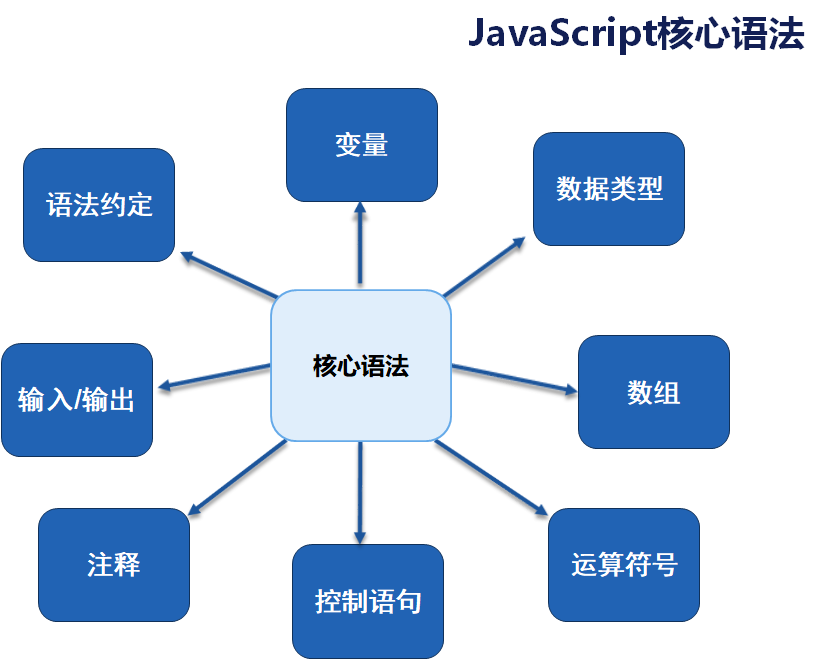 JavaScript核心语法
变量
数据类型
语法约定
核心语法
输入/输出
数组
注释
控制语句
运算符号